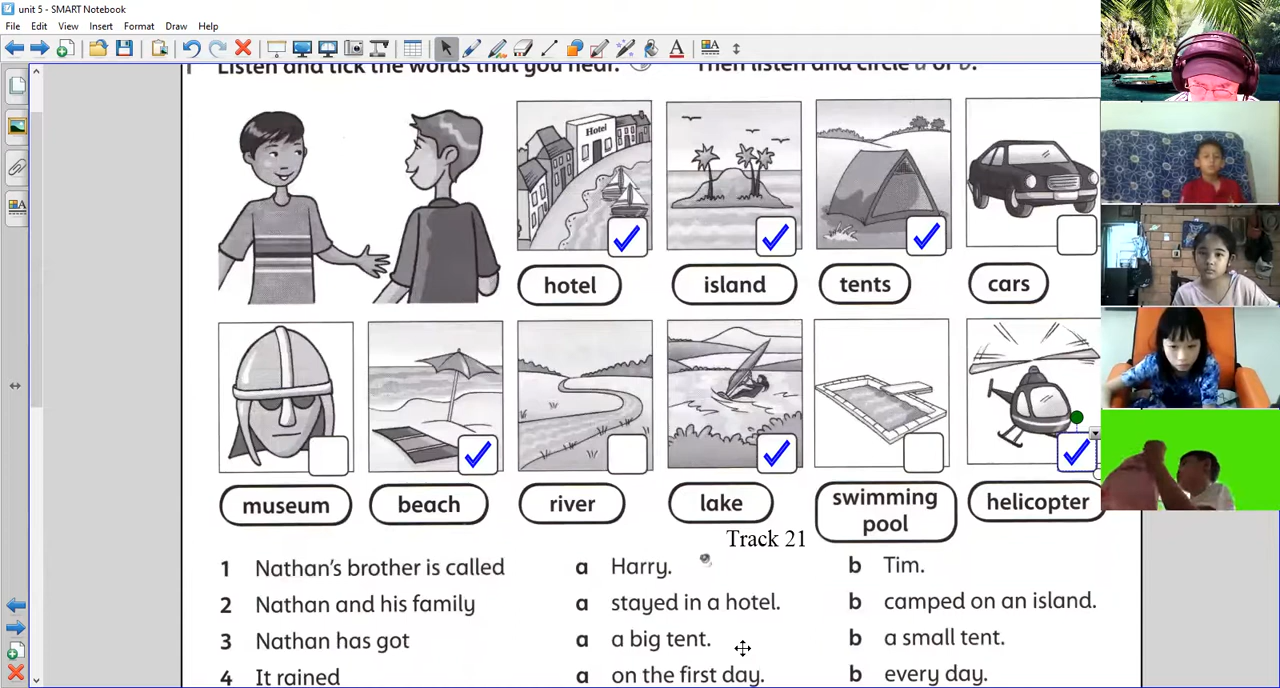 unit 5 - SMART Notebook
File Edit View Insert Format Draw Help
Listen and tick the words that you hear. Then listen and circle a or b.
Hotel
hotel island tents cars
museum beach river lake swimming pool helicopter
Track 21
1 Nathan's brother is called a Harry. b Tim.
2 Nathan and his family a stayed in a hotel. b camped on an island.
3 Nathan has got a a big tent. b a small tent.
4 It rained a on the first day. b every day.